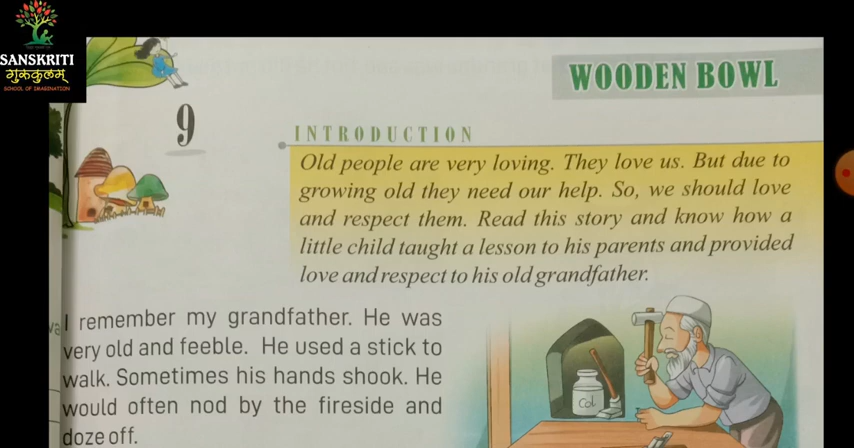 SANSKRITI
गुरुकुलम्
SCHOOL OF IMAGINATION
WOODEN BOWL
9
INTRODUCTION
Old people are very loving. They love us. But due to
growing old they need our help. So, we should love
and respect them. Read this story and know how a
little child taught a lesson to his parents and provided
love and respect to his old grandfather.
I remember my grandfather. He was
very old and feeble. He used a stick to
walk. Sometimes his hands shook. He
would often nod by the fireside and
doze off.
Col